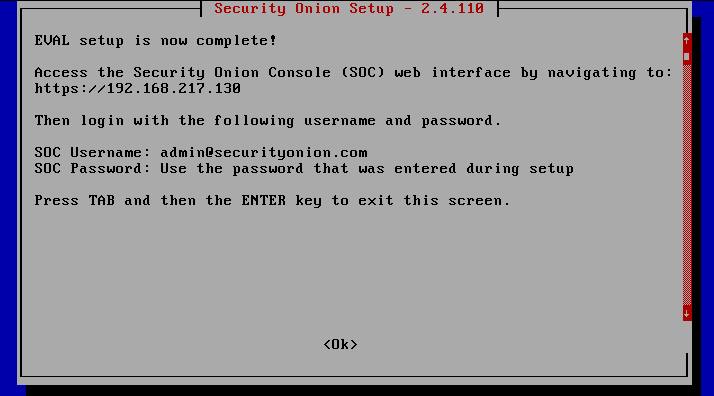 Security Onion Setup - 2.4.110
EVAL setup is now complete!
Access the Security Onion Console (SOC) web interface by navigating to:
https://192.168.217.130
Then login with the following username and password.
SOC Username: admin@securityonion.com
SOC Password: Use the password that was entered during setup
Press TAB and then the ENTER key to exit this screen.
<Ok>